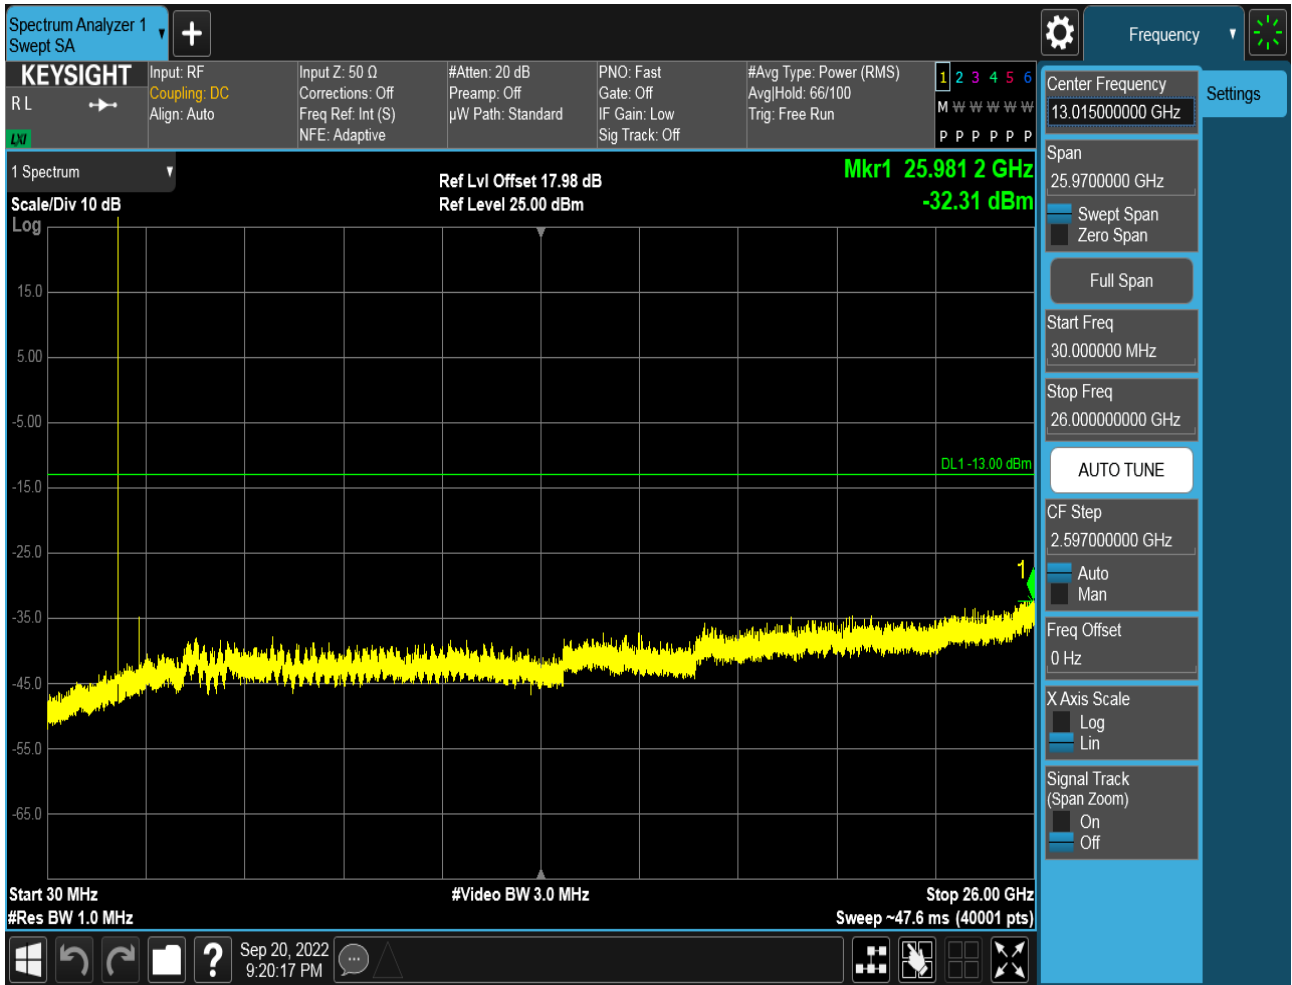 Spectrum Analyzer 1
Swept SA
Frequency
KEYSIGHT
R L
LXI
Input: RF
Coupling: DC
Align: Auto
Input Z: 50 Ω
Corrections: Off
Freq Ref: Int (S)
NFE: Adaptive
#Atten: 20 dB
Preamp: Off
µW Path: Standard
PNO: Fast
Gate: Off
IF Gain: Low
Sig Track: Off
#Avg Type: Power (RMS)
Avg|Hold: 66/100
Trig: Free Run
1 2 3 4 5 6
M W W W W W
P P P P P P
1 Spectrum
Scale/Div 10 dB
Log
Ref Lvl Offset 17.98 dB
Ref Level 25.00 dBm
Mkr1 25.981 2 GHz
-32.31 dBm
15.0
5.00
-5.00
-15.0
-25.0
-35.0
-45.0
-55.0
-65.0
DL1 -13.00 dBm
1
Start 30 MHz
#Res BW 1.0 MHz
#Video BW 3.0 MHz
Stop 26.00 GHz
Sweep ~47.6 ms (40001 pts)
Center Frequency
13.015000000 GHz
Settings
Span
25.9700000 GHz
Swept Span
Zero Span
Full Span
Start Freq
30.000000 MHz
Stop Freq
26.000000000 GHz
AUTO TUNE
CF Step
2.597000000 GHz
Auto
Man
Freq Offset
0 Hz
X Axis Scale
Log
Lin
Signal Track
(Span Zoom)
On
Off
?
Sep 20, 2022
9:20:17 PM